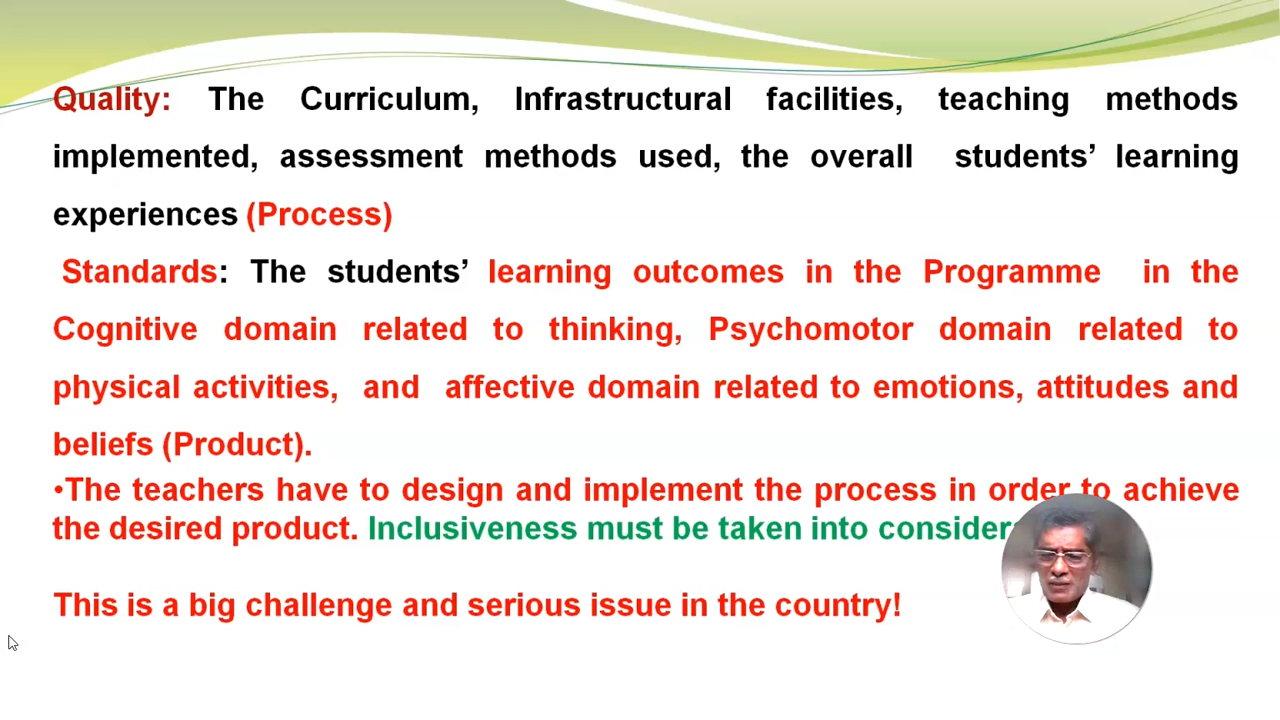 Quality: The Curriculum, Infrastructural facilities, teaching methods
implemented, assessment methods used, the overall students’ learning
experiences (Process)
Standards: The students’ learning outcomes in the Programme in the
Cognitive domain related to thinking, Psychomotor domain related to
physical activities, and affective domain related to emotions, attitudes and
beliefs (Product).
•The teachers have to design and implement the process in order to achieve
the desired product. Inclusiveness must be taken into
This is a big challenge and serious issue in the country!